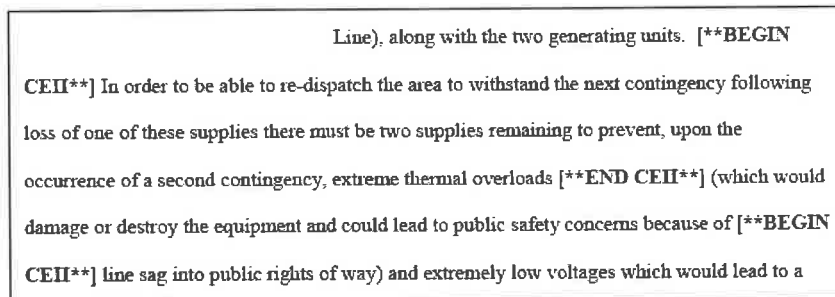 Line), along with the two generating units. [**BEGIN
CEII**] In order to be able to re-dispatch the area to withstand the next contingency following
loss of one of these supplies there must be two supplies remaining to prevent, upon the
occurrence of a second contingency, extreme thermal overloads [**END CEII**] (which would
damage or destroy the equipment and could lead to public safety concerns because of [**BEGIN
CEII**] line sag into public rights of way) and extremely low voltages which would lead to a